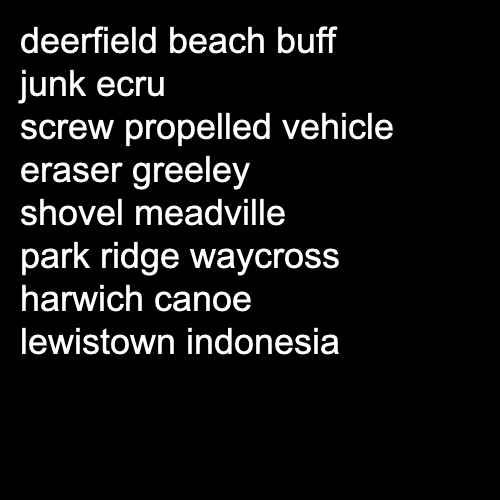 deerfield beach buff
junk ecru
screw propelled vehicle
eraser greeley
shovel meadville
park ridge waycross
harwich canoe
lewistown indonesia